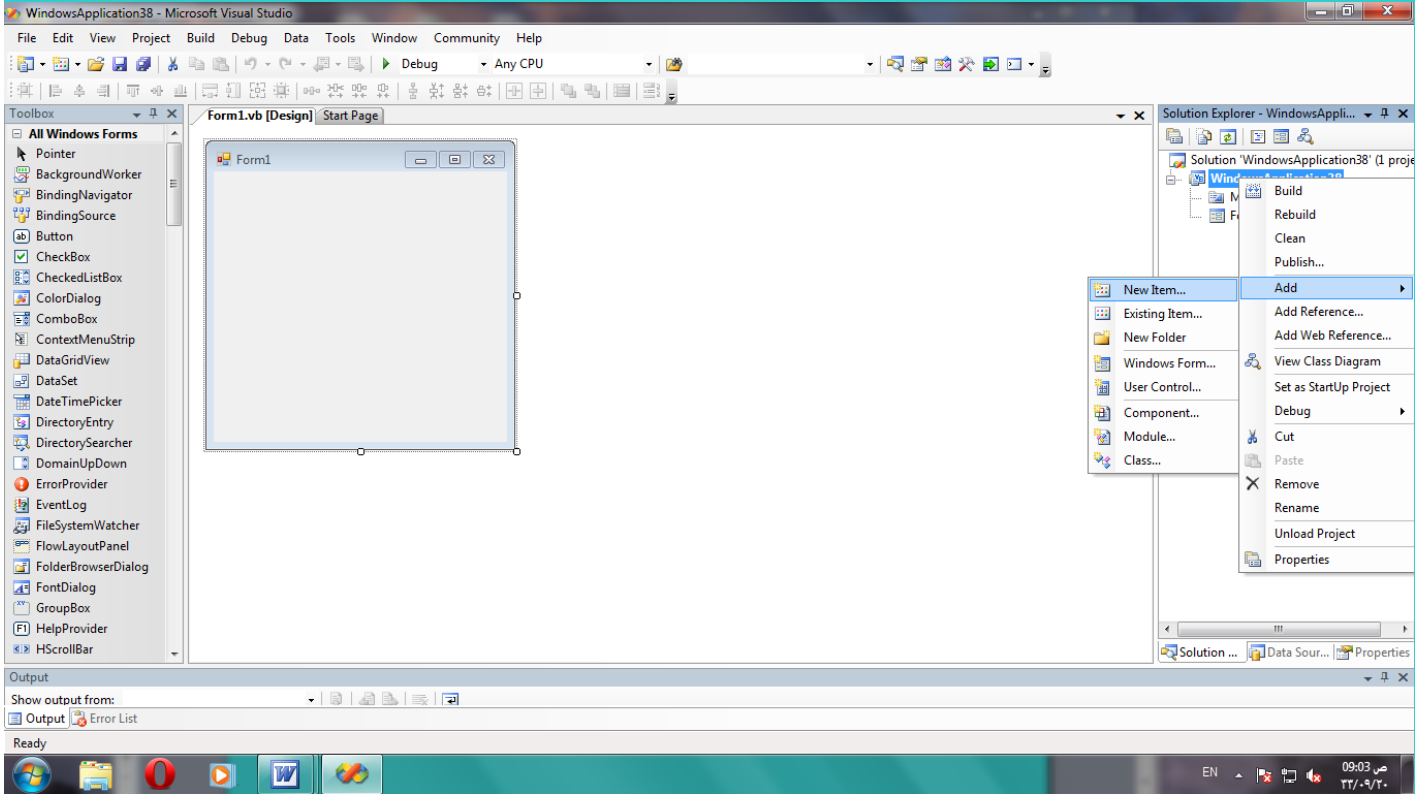 WindowsApplication38 - Microsoft Visual Studio
File Edit View Project Build Debug Data Tools Window Community Help
Debug Any CPU
Toolbox
All Windows Forms
Pointer
BackgroundWorker
BindingNavigator
BindingSource
Button
CheckBox
CheckedListBox
ColorDialog
ComboBox
ContextMenuStrip
DataGridView
DataSet
DateTimePicker
DirectoryEntry
DirectorySearcher
DomainUpDown
ErrorProvider
EventLog
FileSystemWatcher
FlowLayoutPanel
FolderBrowserDialog
FontDialog
GroupBox
HelpProvider
HScrollBar
Form1.vb [Design] Start Page
Form1
Solution Explorer - WindowsAppli...
Solution 'WindowsApplication38' (1 proje
WindowsApplication38
M
Fo
Build
Rebuild
Clean
Publish...
Add
Add Reference...
Add Web Reference...
View Class Diagram
Set as StartUp Project
Debug
Cut
Paste
Remove
Rename
Unload Project
Properties
New Item...
Existing Item...
New Folder
Windows Form...
User Control...
Component...
Module...
Class...
Solution ... Data Sour... Properties
Output
Show output from:
Output Error List
Ready
EN
09:03 ص
٣٣/٠٩/٢٠